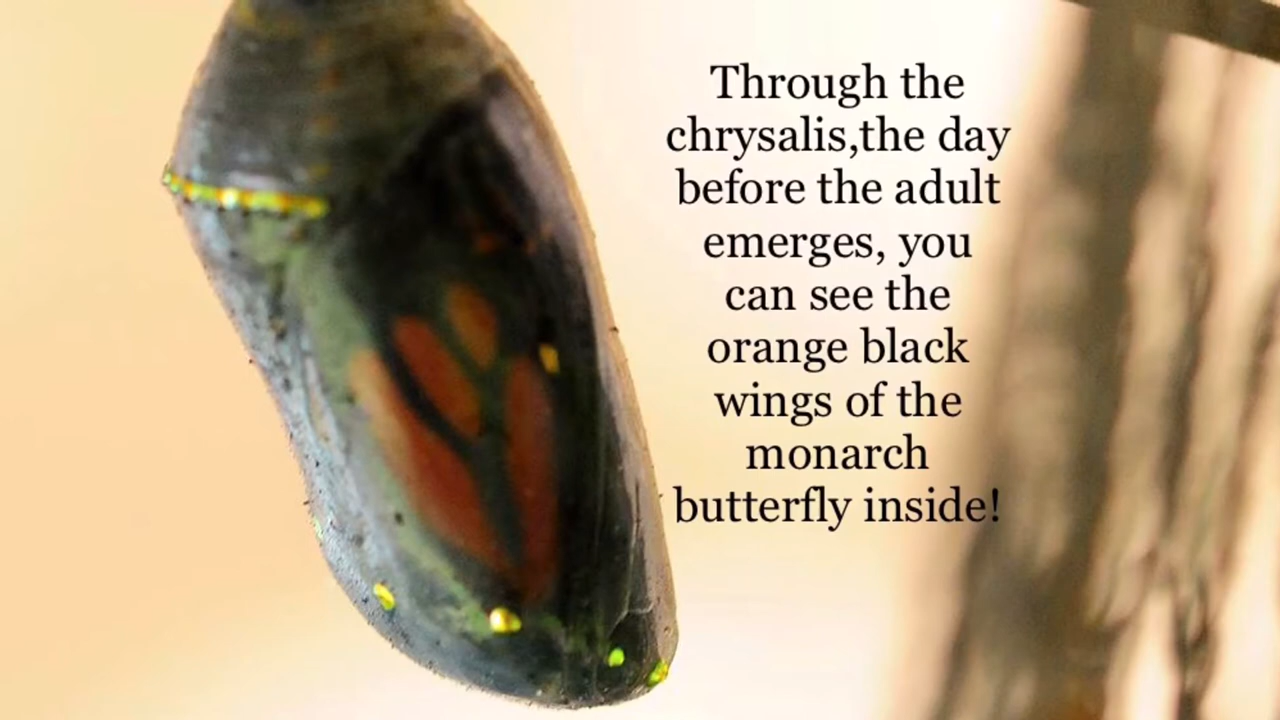 Through the
chrysalis,the day
before the adult
emerges, you
can see the
orange black
wings of the
monarch
butterfly inside!